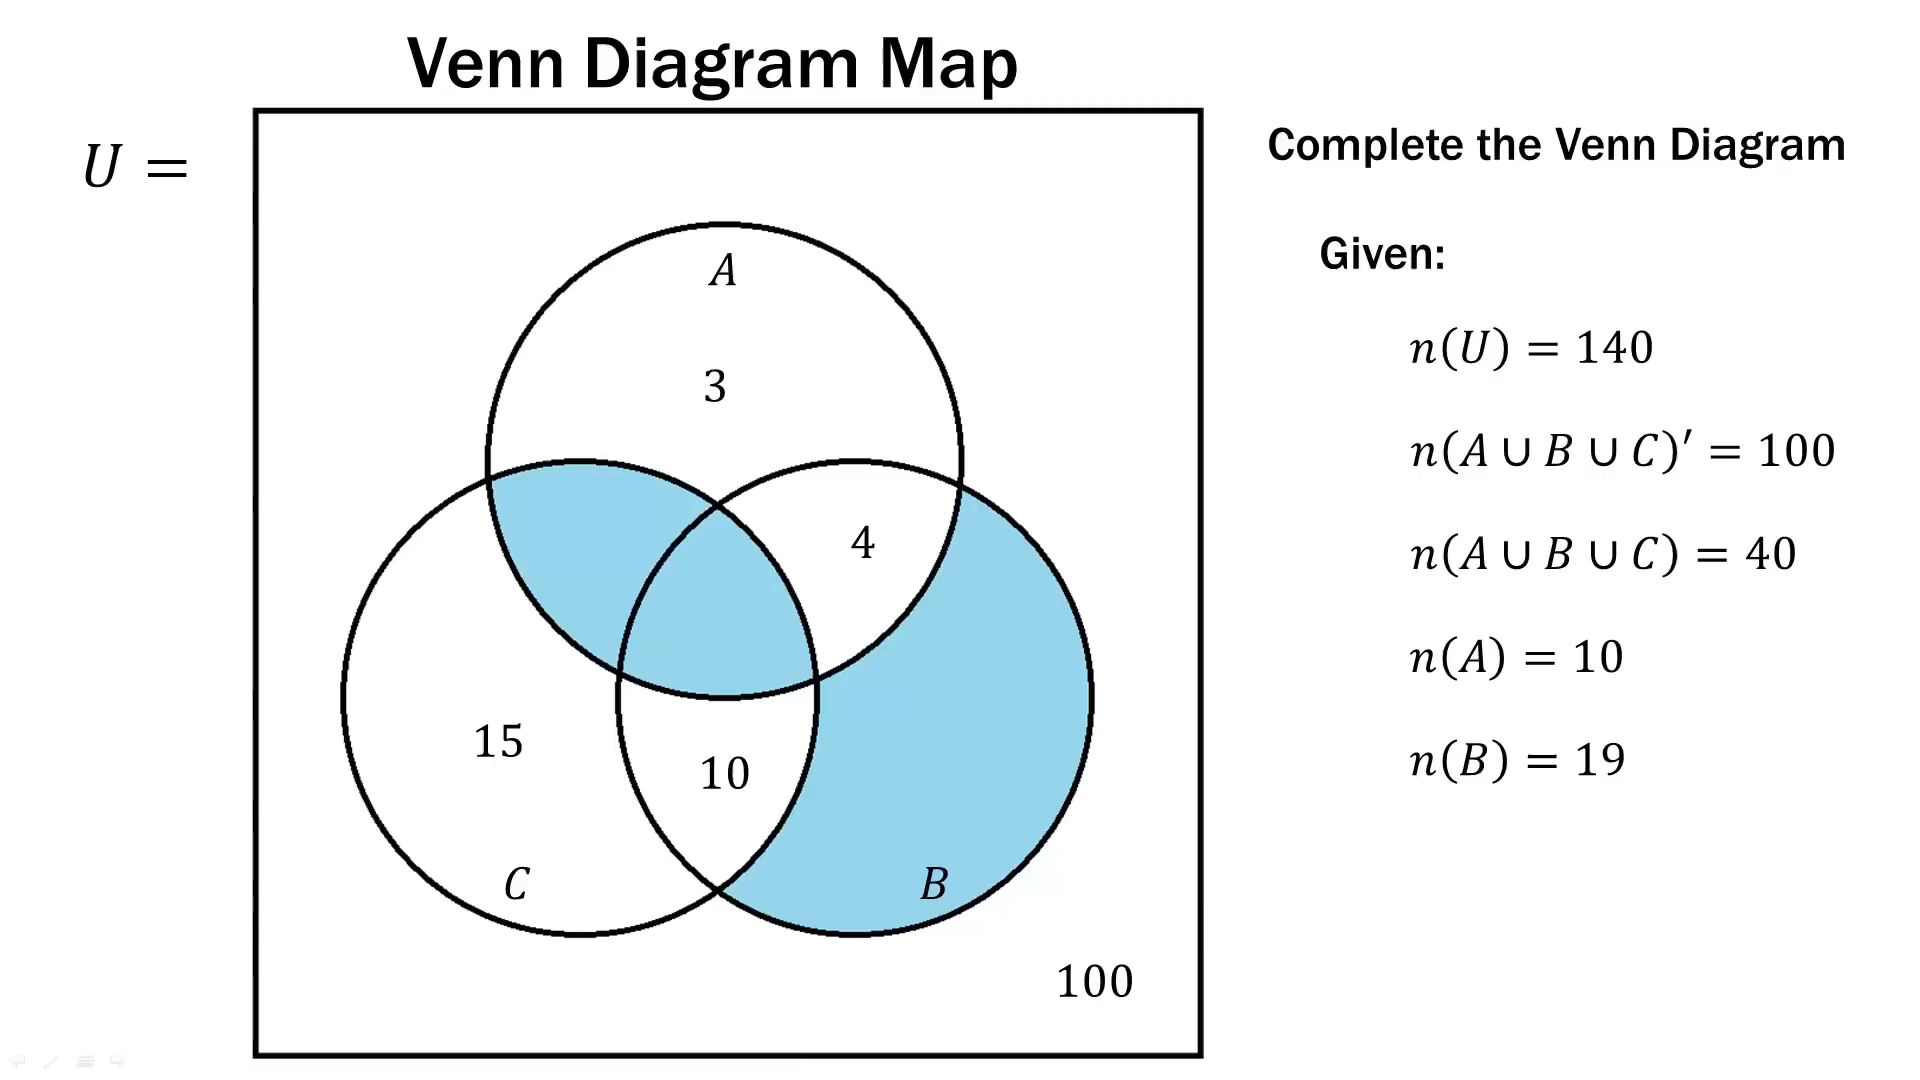 Venn Diagram Map
U =
A
3
4
15
10
C
B
100
Complete the Venn Diagram
Given:
n(U) = 140
n(A ∪ B ∪ C)′ = 100
n(A ∪ B ∪ C) = 40
n(A) = 10
n(B) = 19